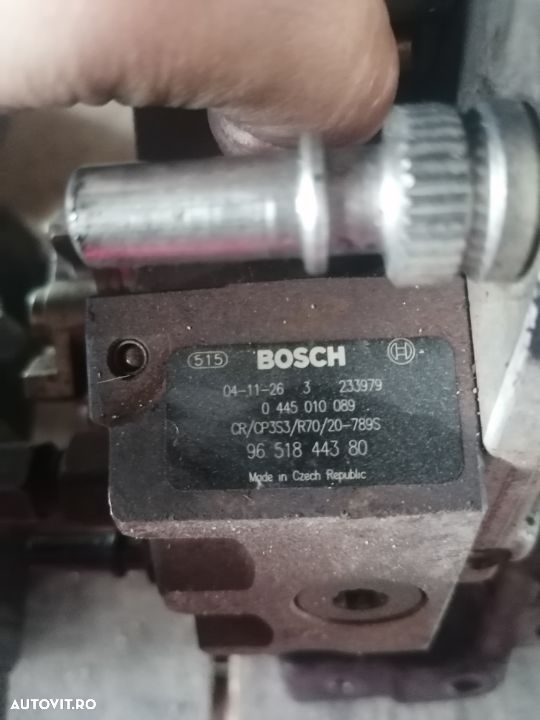 515 BOSCH
04-11-26 3 233979
0 445 010 089
CR/CP3S3/R70/20-789S
96 518 443 80
Made in Czech Republic
AUTOVIT.RO